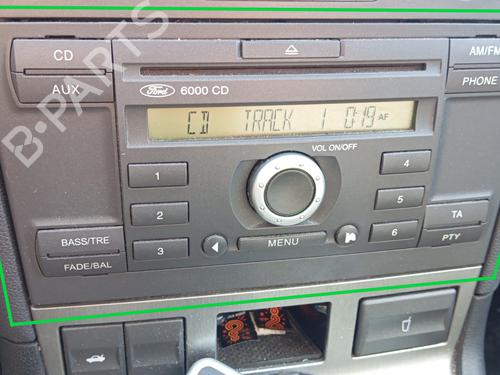 CD
AUX
Ford 6000 CD
AM/FM
PHONE
CD TRACK 1 0:19 AF
VOL ON/OFF
1
2
3
4
5
6
MENU
BASS/TRE
FADE/BAL
TA
PTY
B-PARTS